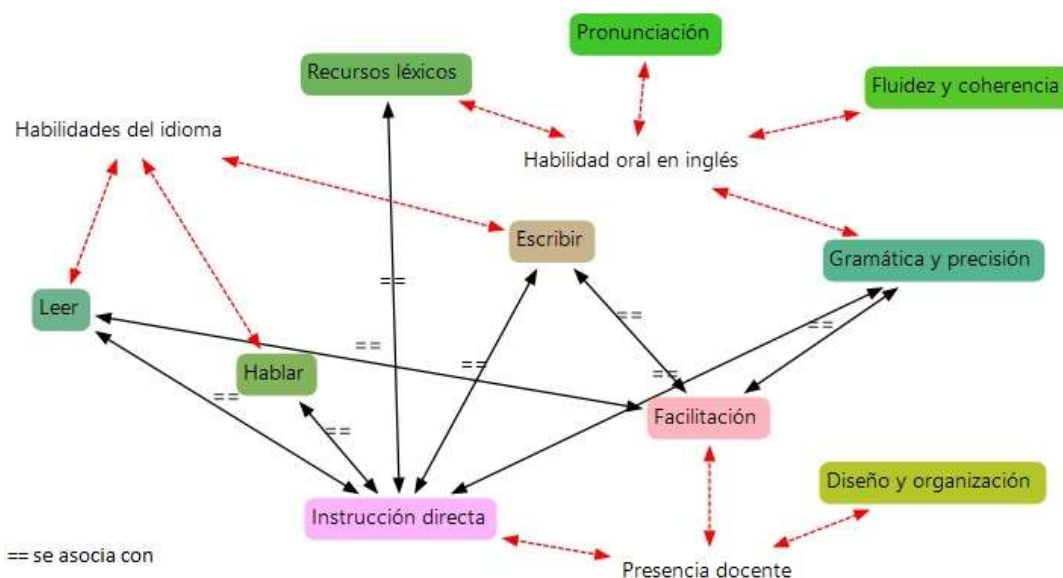 Pronunciación
Recursos léxicos
Fluidez y coherencia
Habilidades del idioma
Habilidad oral en inglés
Escribir
Gramática y precisión
==
Leer
==
==
==
==
==
Hablar
==
==
Facilitación
==
Diseño y organización
Instrucción directa
== se asocia con
Presencia docente